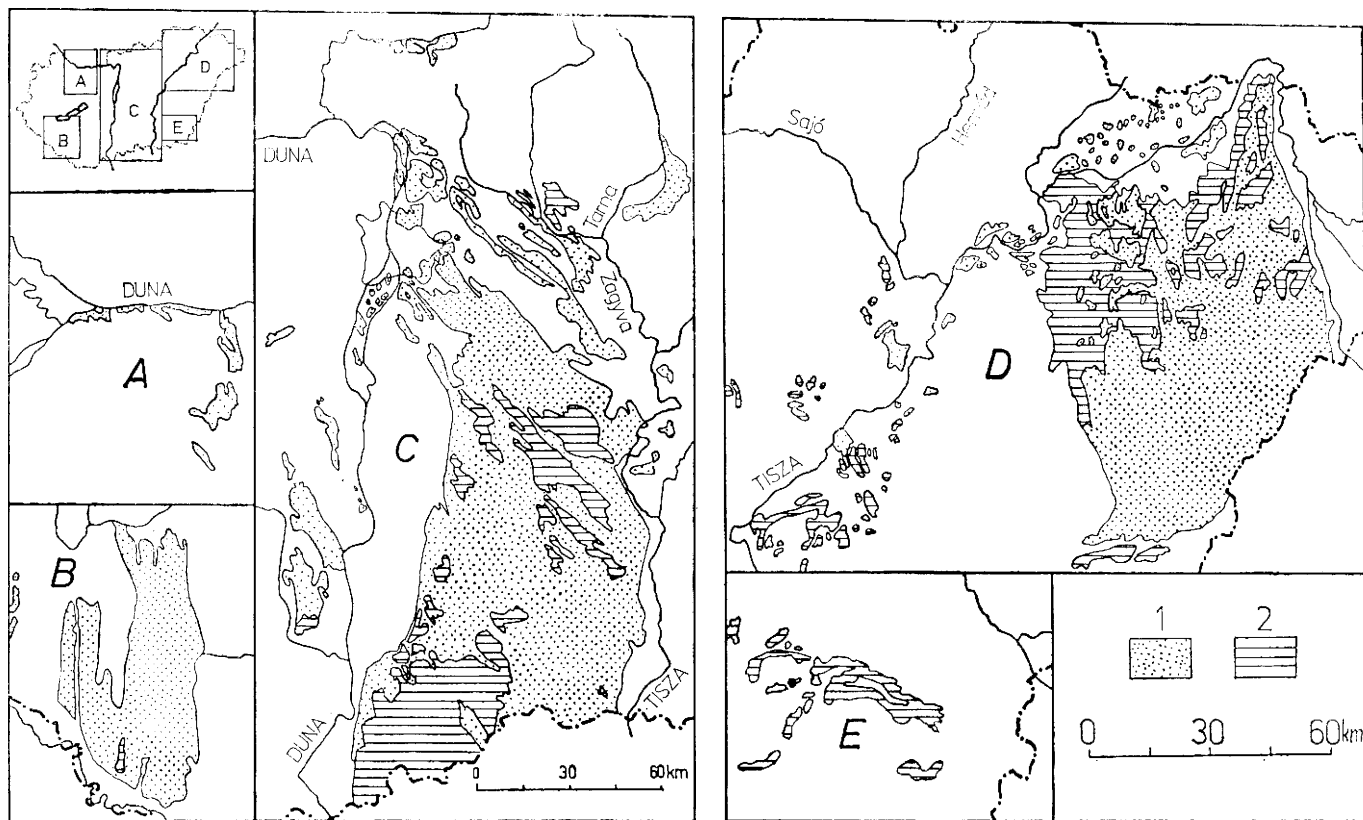 A
B
C
D
E
DUNA
A
B
DUNA
Tarna
Zagyva
C
DUNA
TISZA
0 30 60km
Sajó
Hernád
D
TISZA
E
1 2
0 30 60km